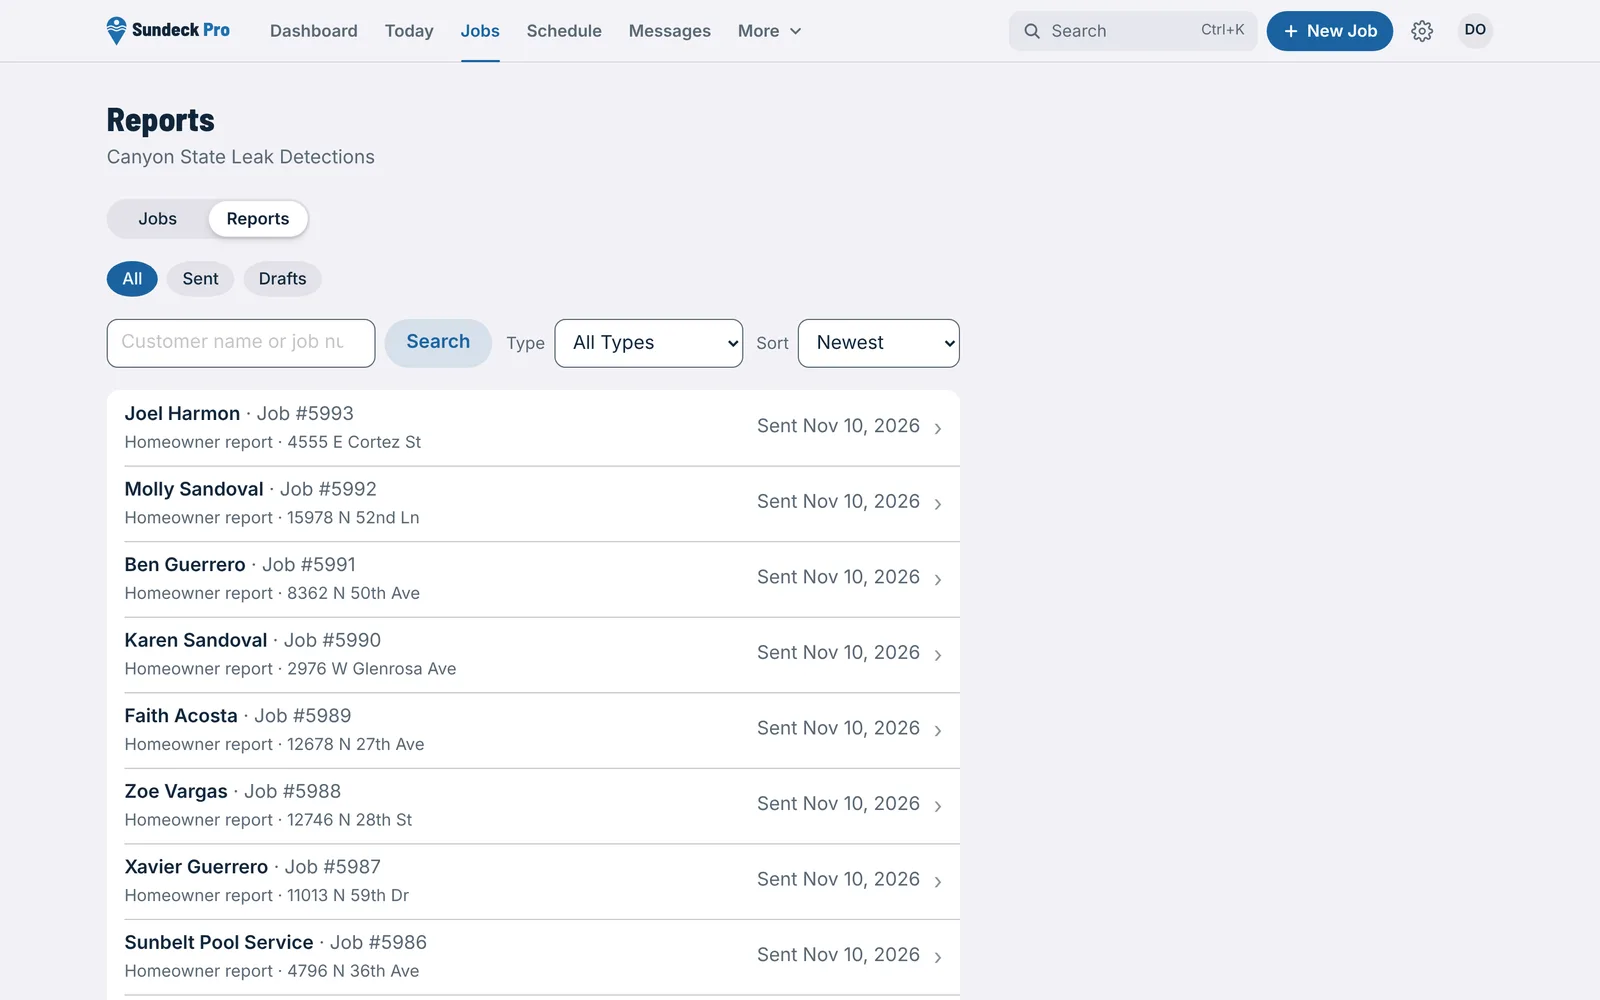 Sundeck Pro Dashboard Today Jobs Schedule Messages More Search Ctrl+K + New Job DO
Reports
Canyon State Leak Detections
Jobs Reports
All Sent Drafts
Customer name or job nu Search Type All Types Sort Newest
Joel Harmon · Job #5993
Homeowner report · 4555 E Cortez St
Sent Nov 10, 2026
Molly Sandoval · Job #5992
Homeowner report · 15978 N 52nd Ln
Sent Nov 10, 2026
Ben Guerrero · Job #5991
Homeowner report · 8362 N 50th Ave
Sent Nov 10, 2026
Karen Sandoval · Job #5990
Homeowner report · 2976 W Glenrosa Ave
Sent Nov 10, 2026
Faith Acosta · Job #5989
Homeowner report · 12678 N 27th Ave
Sent Nov 10, 2026
Zoe Vargas · Job #5988
Homeowner report · 12746 N 28th St
Sent Nov 10, 2026
Xavier Guerrero · Job #5987
Homeowner report · 11013 N 59th Dr
Sent Nov 10, 2026
Sunbelt Pool Service · Job #5986
Homeowner report · 4796 N 36th Ave
Sent Nov 10, 2026